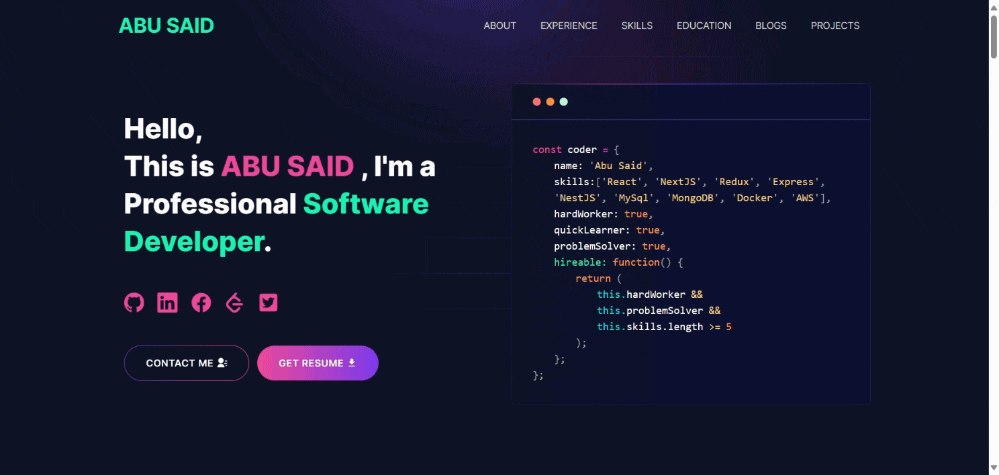 ABU SAID
ABOUT EXPERIENCE SKILLS EDUCATION BLOGS PROJECTS
Hello,
This is ABU SAID , I'm a
Professional Software
Developer.
CONTACT ME
GET RESUME
const coder = {
name: 'Abu Said',
skills:['React', 'NextJS', 'Redux', 'Express',
'NestJS', 'MySql', 'MongoDB', 'Docker', 'AWS'],
hardWorker: true,
quickLearner: true,
problemSolver: true,
hireable: function() {
return (
this.hardWorker &&
this.problemSolver &&
this.skills.length >= 5
);
};
};